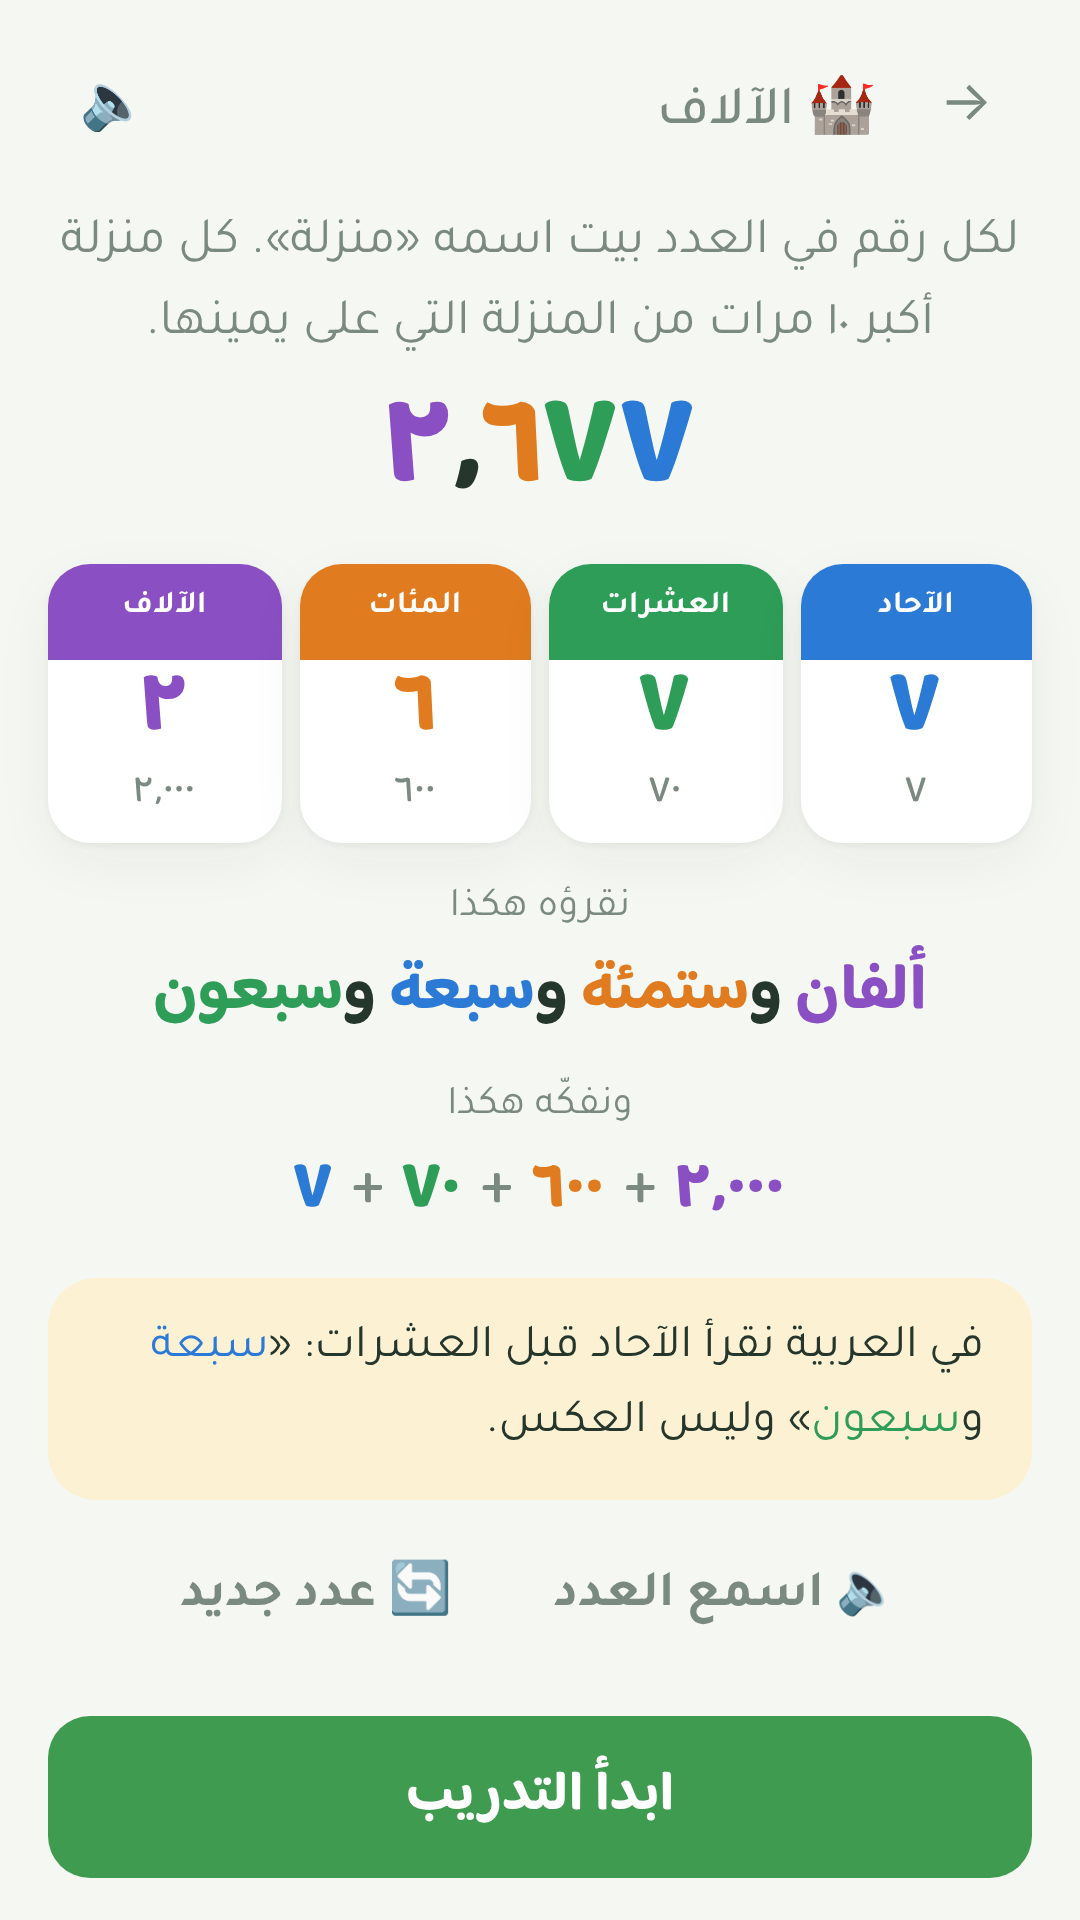 🏰 الآلاف
لكل رقم في العدد بيت اسمه «منزلة». كل منزلة
أكبر ١٠ مرات من المنزلة التي على يمينها.
٢,٦٧٧
الآحاد العشرات المئات الآلاف
٧ ٧ ٦ ٢
٧ ٧٠ ٦٠٠ ٢,٠٠٠
نقرؤه هكذا
ألفان وستمئة وسبعة وسبعون
ونفكّه هكذا
٢,٠٠٠ + ٦٠٠ + ٧٠ + ٧
في العربية نقرأ الآحاد قبل العشرات: «سبعة
وسبعون» وليس العكس.
🔈 اسمع العدد 🔄 عدد جديد
ابدأ التدريب